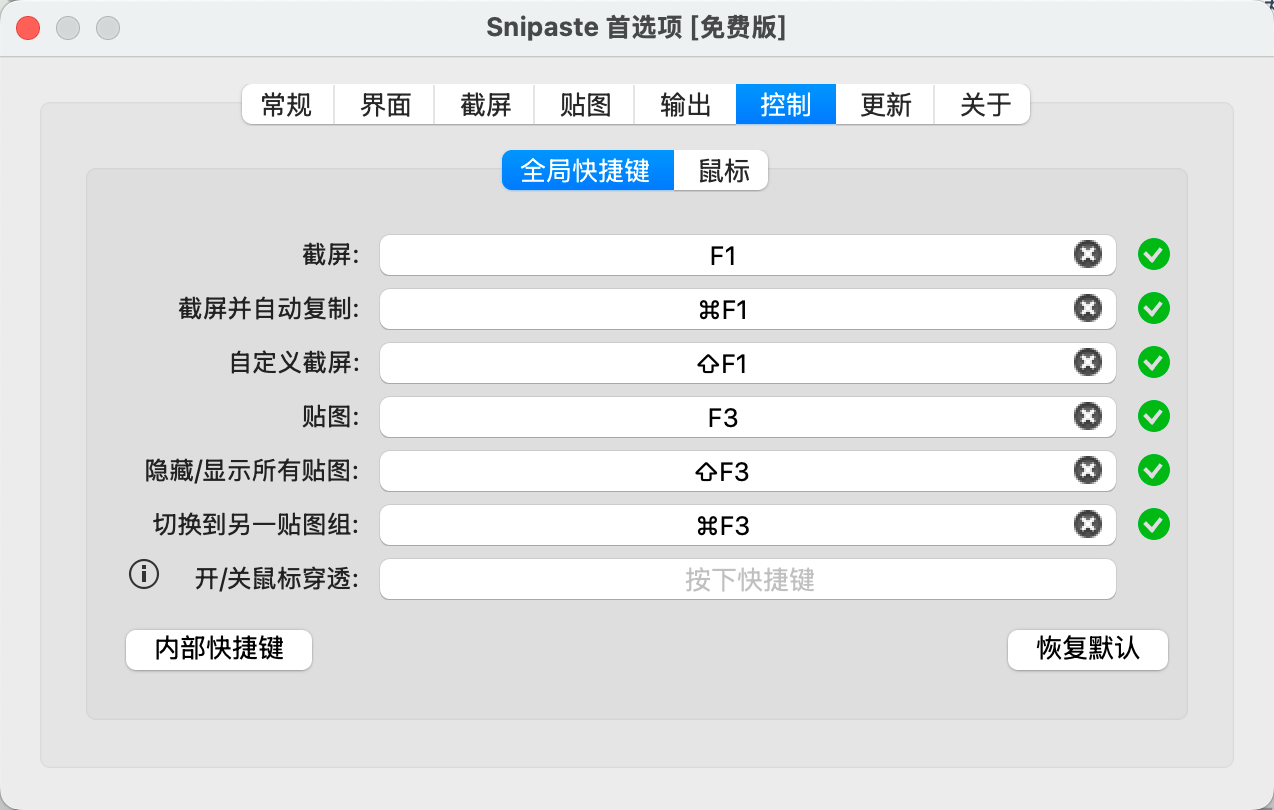 Snipaste 首选项 [免费版]
常规 界面 截屏 贴图 输出 控制 更新 关于
全局快捷键 鼠标
截屏: F1
截屏并自动复制: ⌘F1
自定义截屏: ⇧F1
贴图: F3
隐藏/显示所有贴图: ⇧F3
切换到另一贴图组: ⌘F3
开/关鼠标穿透: 按下快捷键
内部快捷键 恢复默认